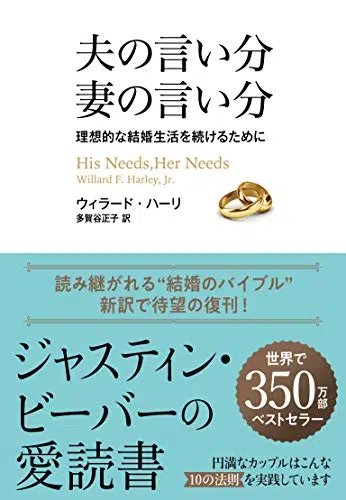 夫の言い分
妻の言い分
理想的な結婚生活を続けるために
His Needs,Her Needs
Willard F. Harley, Jr.
ウィラード・ハーリ
多賀谷正子 訳
読み継がれる“結婚のバイブル”
新訳で待望の復刊！
ジャスティン・
ビーバーの
愛読書
世界で
350万部
ベストセラー
円満なカップルはこんな
10の法則を実践しています